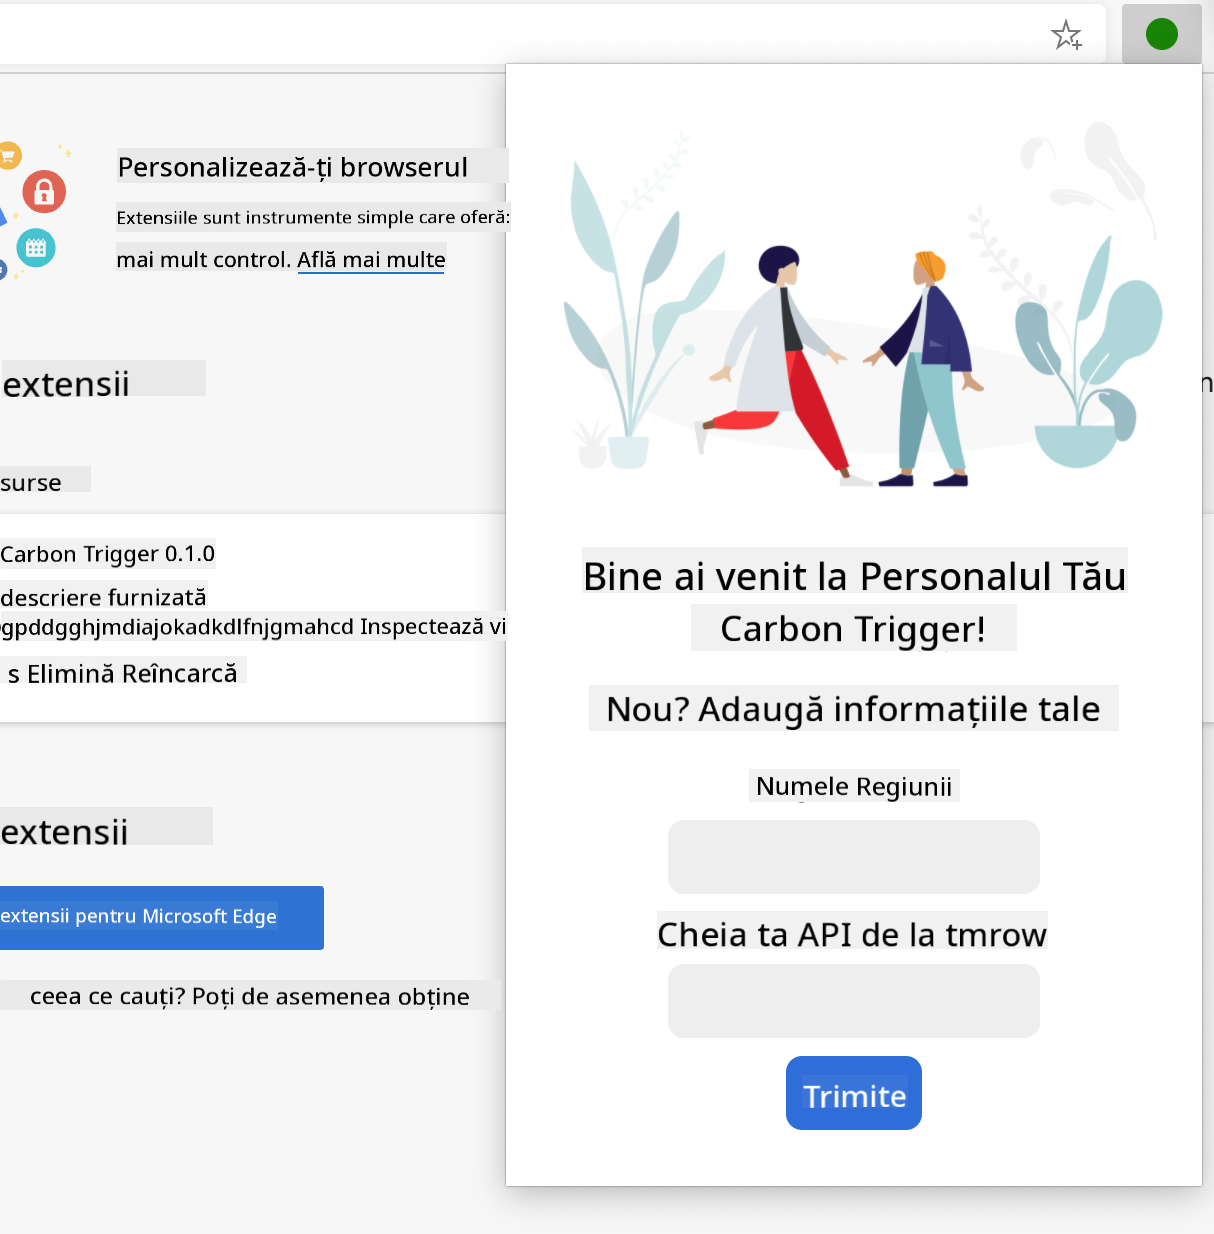 Personalizează-ți browserul
Extensiile sunt instrumente simple care oferă:
mai mult control. Află mai multe
extensii
surse
Carbon Trigger 0.1.0
descriere furnizată
gpddgghjmdiajokadkdlfnjgmahcd Inspectează vi
s Elimină Reîncarcă
extensii
extensii pentru Microsoft Edge
ceea ce cauți? Poți de asemenea obține
Bine ai venit la Personalul Tău
Carbon Trigger!
Nou? Adaugă informațiile tale
Numele Regiunii
Cheia ta API de la tmrow
Trimite